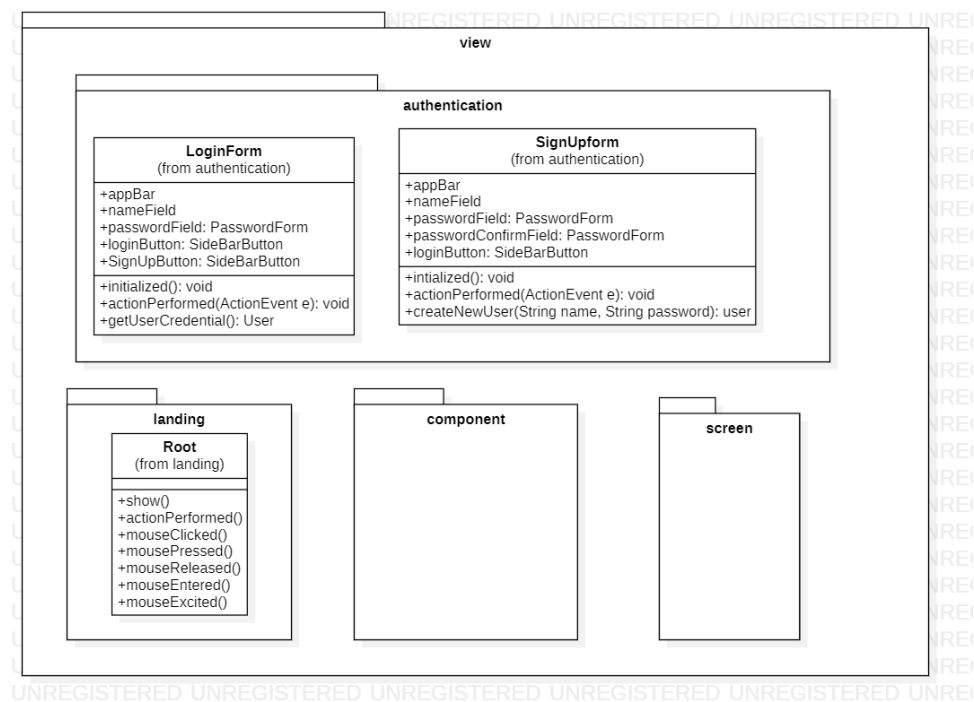 UNREGISTERED UNREGISTERED UNREGISTERED UNRE
view
authentication
LoginForm
(from authentication)
+appBar
+nameField
+passwordField: PasswordForm
+loginButton: SideBarButton
+SignUpButton: SideBarButton
+initialized(): void
+actionPerformed(ActionEvent e): void
+getUserCredential(): User
SignUpform
(from authentication)
+appBar
+nameField
+passwordField: PasswordForm
+passwordConfirmField: PasswordForm
+loginButton: SideBarButton
+intialized(): void
+actionPerformed(ActionEvent e): void
+createNewUser(String name, String password): user
landing
Root
(from landing)
+show()
+actionPerformed()
+mouseClicked()
+mousePressed()
+mouseReleased()
+mouseEntered()
+mouseExcited()
component
screen
UNREGISTERED UNREGISTERED UNREGISTERED UNREGISTERED UNREGISTERED UNRE